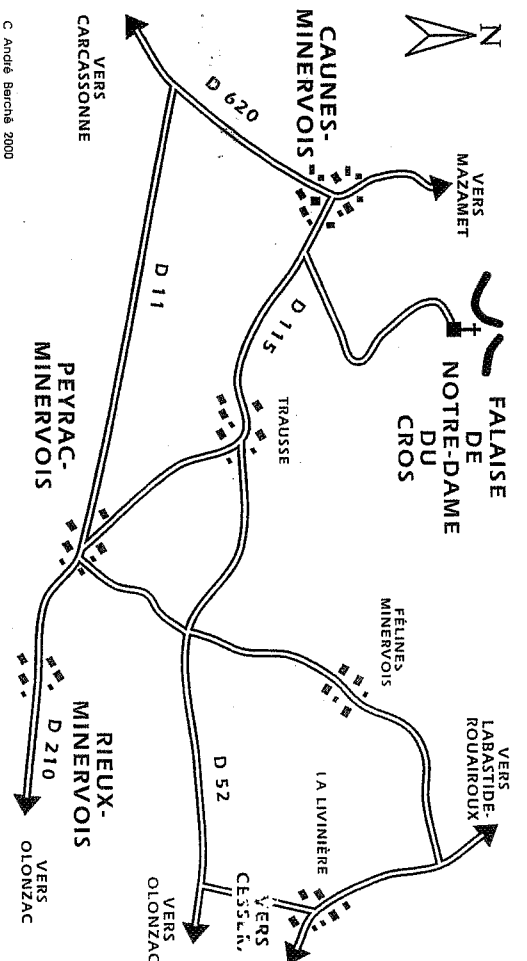 N
VERS
MAZAMET
FALAISE
DE
NOTRE-DAME
DU
CROS
CAUNES-
MINERVOIS
VERS
CARCASSONNE
D 620
D 115
D 11
TRAUSSE
PEYRAC-
MINERVOIS
FÉLINES
MINERVOIS
VERS
LABASTIDE-
ROUAIROUX
LA LIVINIÈRE
D 52
VERS
VERS
OLONZAC
RIEUX-
MINERVOIS
D 210
VERS
OLONZAC
C André Berché 2000